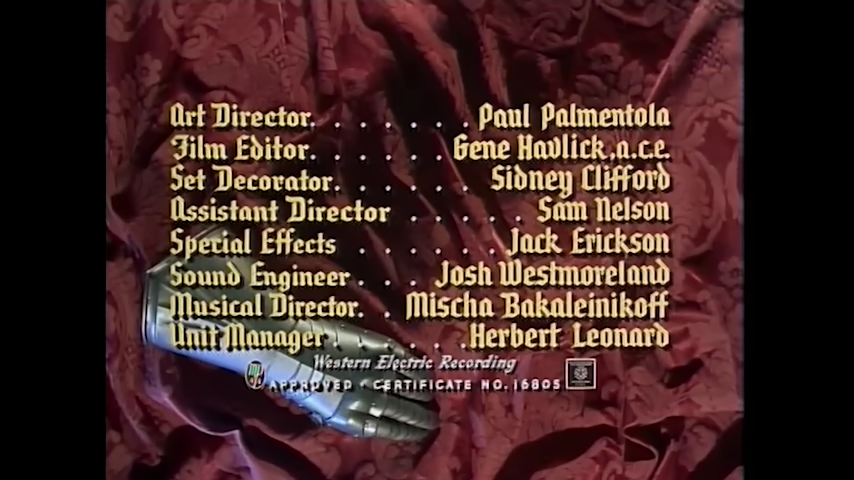 Art Director. . . . . . . Paul Palmentola
Film Editor. . . . . . . Gene Havlick, a.c.e.
Set Decorator. . . . . . Sidney Clifford
Assistant Director . . . . . Sam Nelson
Special Effects . . . . . . Jack Erickson
Sound Engineer . . . Josh Westmoreland
Musical Director. . Mischa Bakaleinikoff
Unit Manager . . . . . . Herbert Leonard
Western Electric Recording
APPROVED · CERTIFICATE NO. 16805